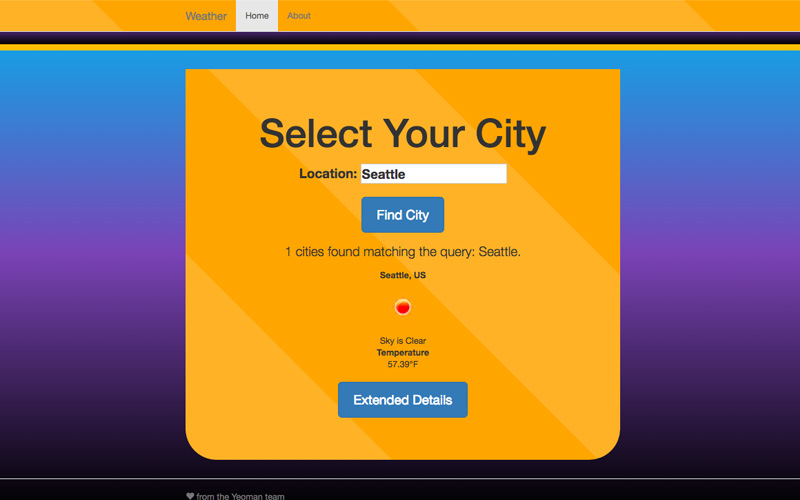 Weather Home About
Select Your City
Location: Seattle
Find City
1 cities found matching the query: Seattle.
Seattle, US
Sky is Clear
Temperature
57.39°F
Extended Details
♥ from the Yeoman team